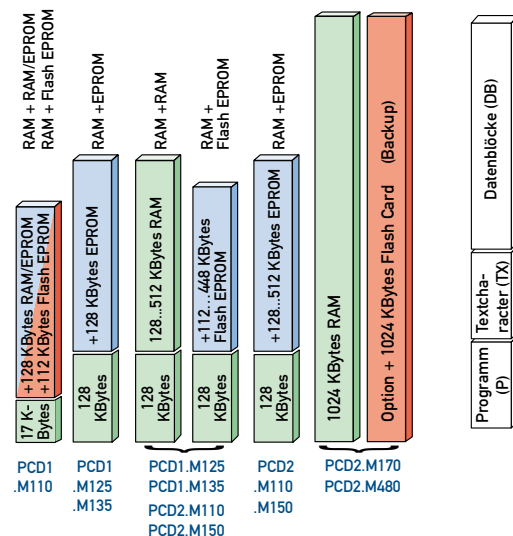 RAM + RAM/EPROM
RAM + Flash EPROM
+128 KBytes RAM/EPROM
+112 KBytes Flash EPROM
17 K-
Bytes
PCD1
.M110
RAM +EPROM
+128 KBytes EPROM
128
KBytes
PCD1
.M125
.M135
RAM +RAM
128...512 KBytes RAM
128
KBytes
RAM +
Flash EPROM
+112...448 KBytes
Flash EPROM
128
KBytes
PCD1.M125
PCD1.M135
PCD2.M110
PCD2.M150
RAM +EPROM
+128...512 KBytes EPROM
128
KBytes
PCD2
.M110
.M150
1024 KBytes RAM
Option + 1024 KBytes Flash Card (Backup)
PCD2.M170
PCD2.M480
Datenblöcke (DB)
Textcha-
racter (TX)
Programm
(P)